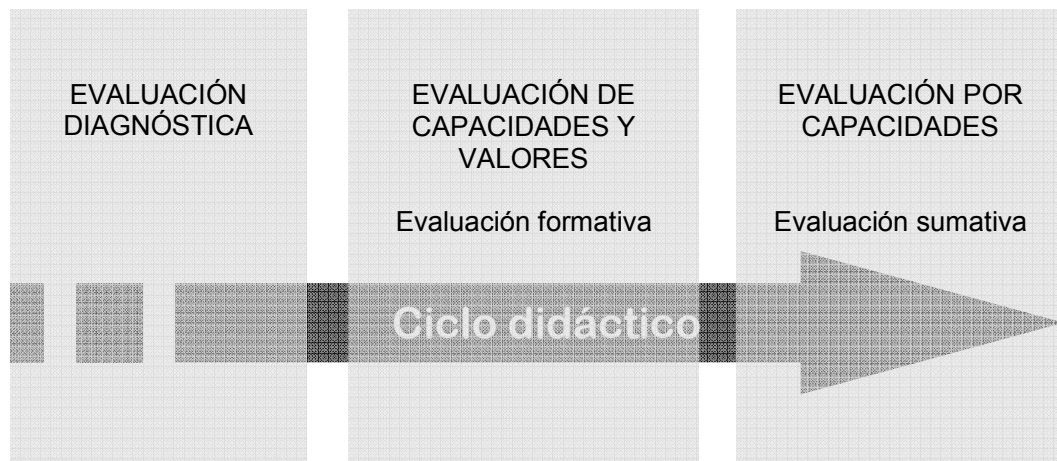 EVALUACIÓN
DIAGNÓSTICA
EVALUACIÓN DE
CAPACIDADES Y
VALORES
Evaluación formativa
EVALUACIÓN POR
CAPACIDADES
Evaluación sumativa
Ciclo didáctico